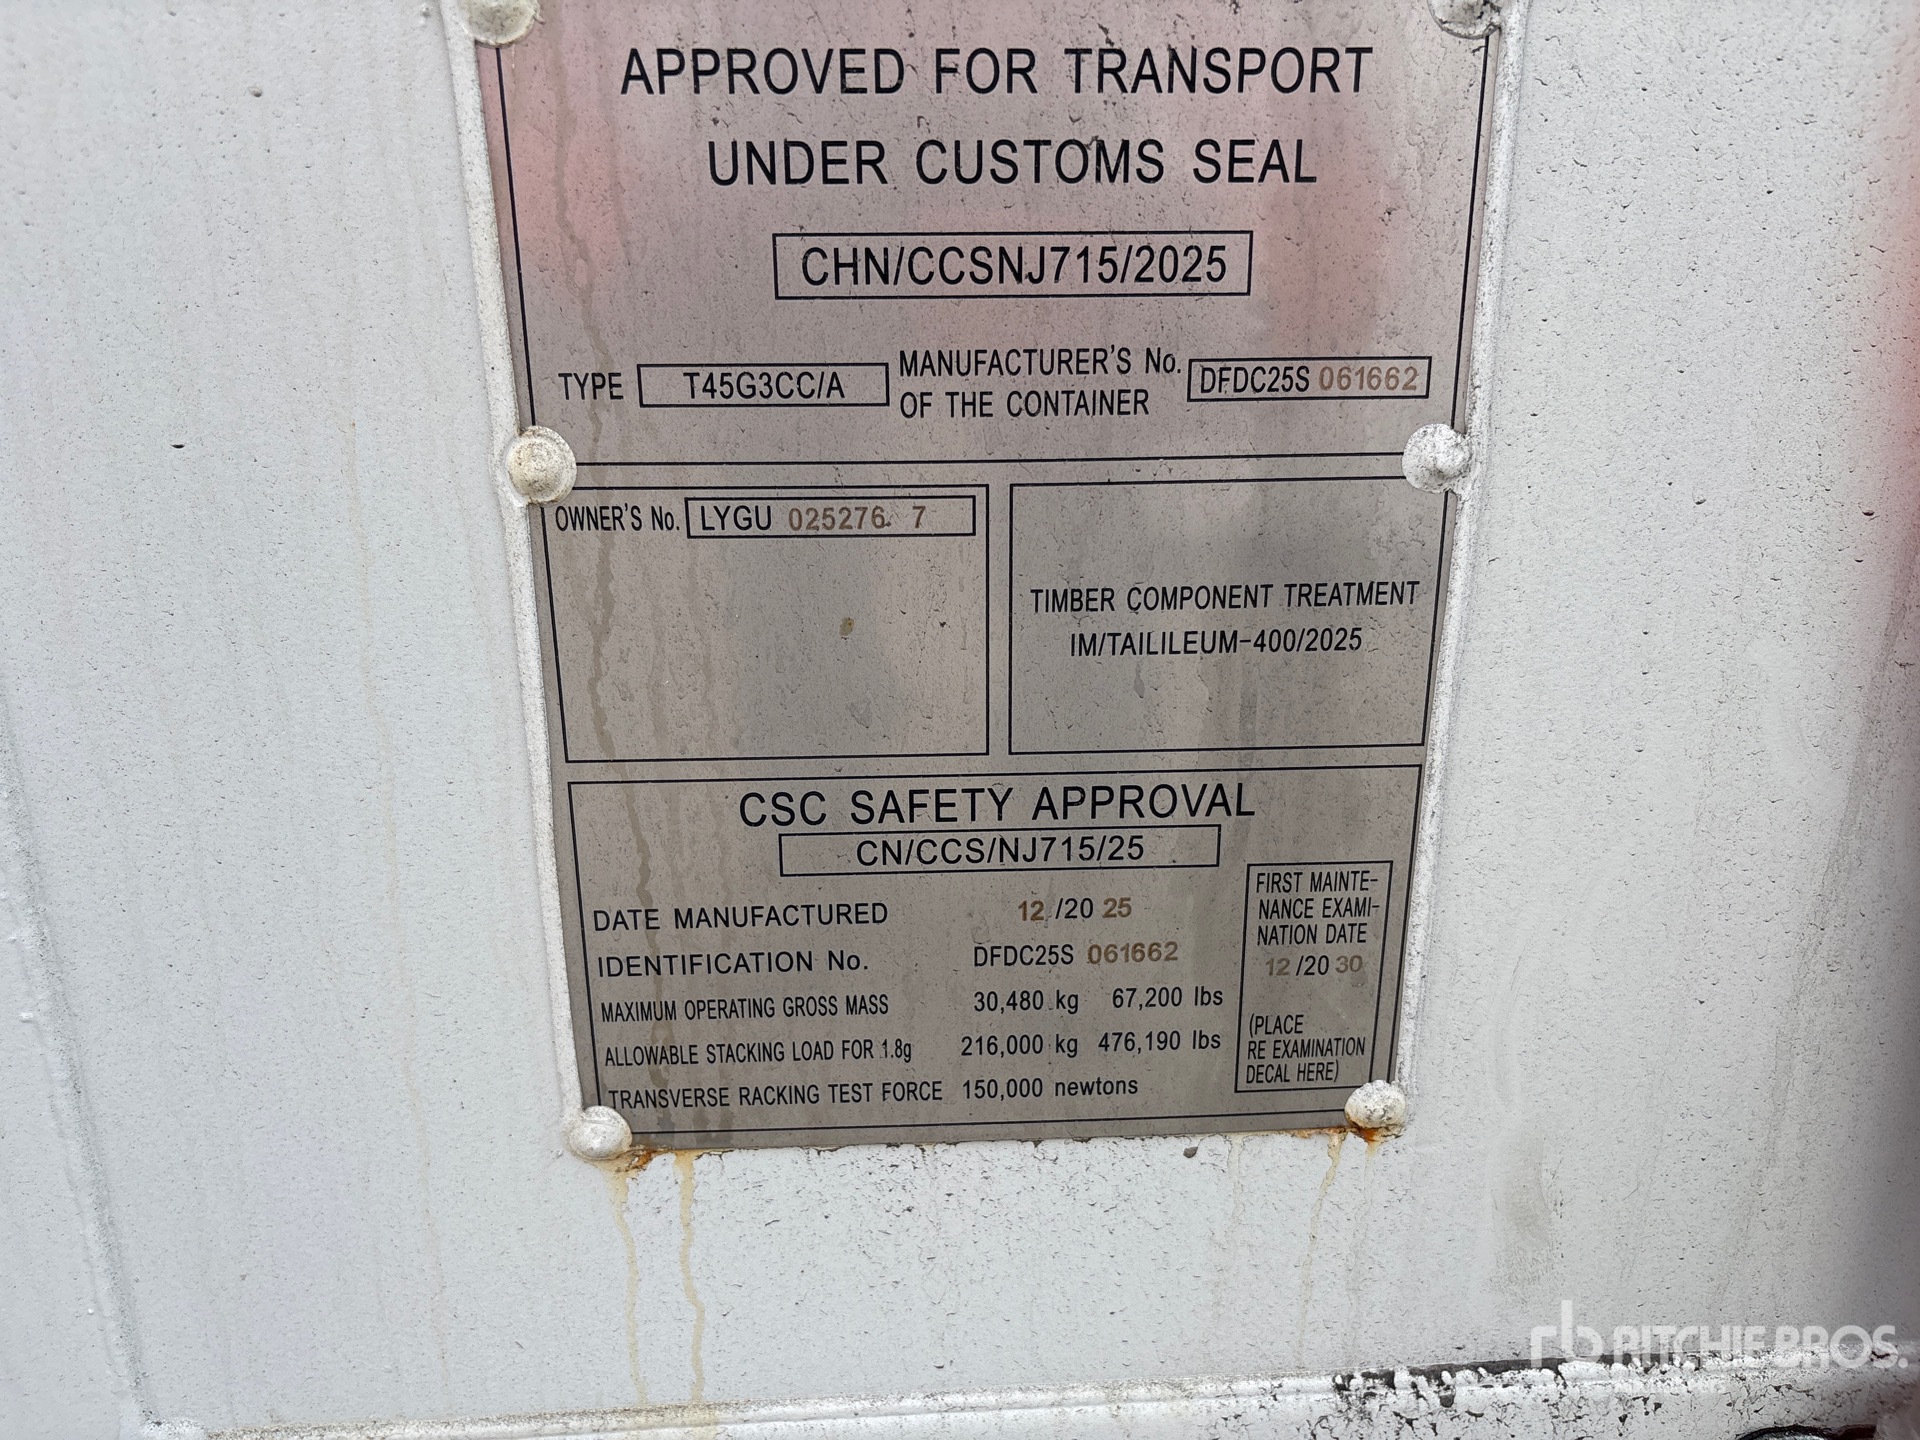 APPROVED FOR TRANSPORT
UNDER CUSTOMS SEAL
CHN/CCSNJ715/2025
TYPE T45G3CC/A MANUFACTURER'S No. OF THE CONTAINER DFDC25S 061662
OWNER'S No. LYGU 025276 7
TIMBER COMPONENT TREATMENT
IM/TAILILEUM-400/2025
CSC SAFETY APPROVAL
CN/CCS/NJ715/25
DATE MANUFACTURED 12 /20 25
IDENTIFICATION No. DFDC25S 061662
MAXIMUM OPERATING GROSS MASS 30,480 kg 67,200 lbs
ALLOWABLE STACKING LOAD FOR 1.8g 216,000 kg 476,190 lbs
TRANSVERSE RACKING TEST FORCE 150,000 newtons
FIRST MAINTE-
NANCE EXAMI-
NATION DATE
12 /20 30
(PLACE
RE EXAMINATION
DECAL HERE)
rb RITCHIE BROS.